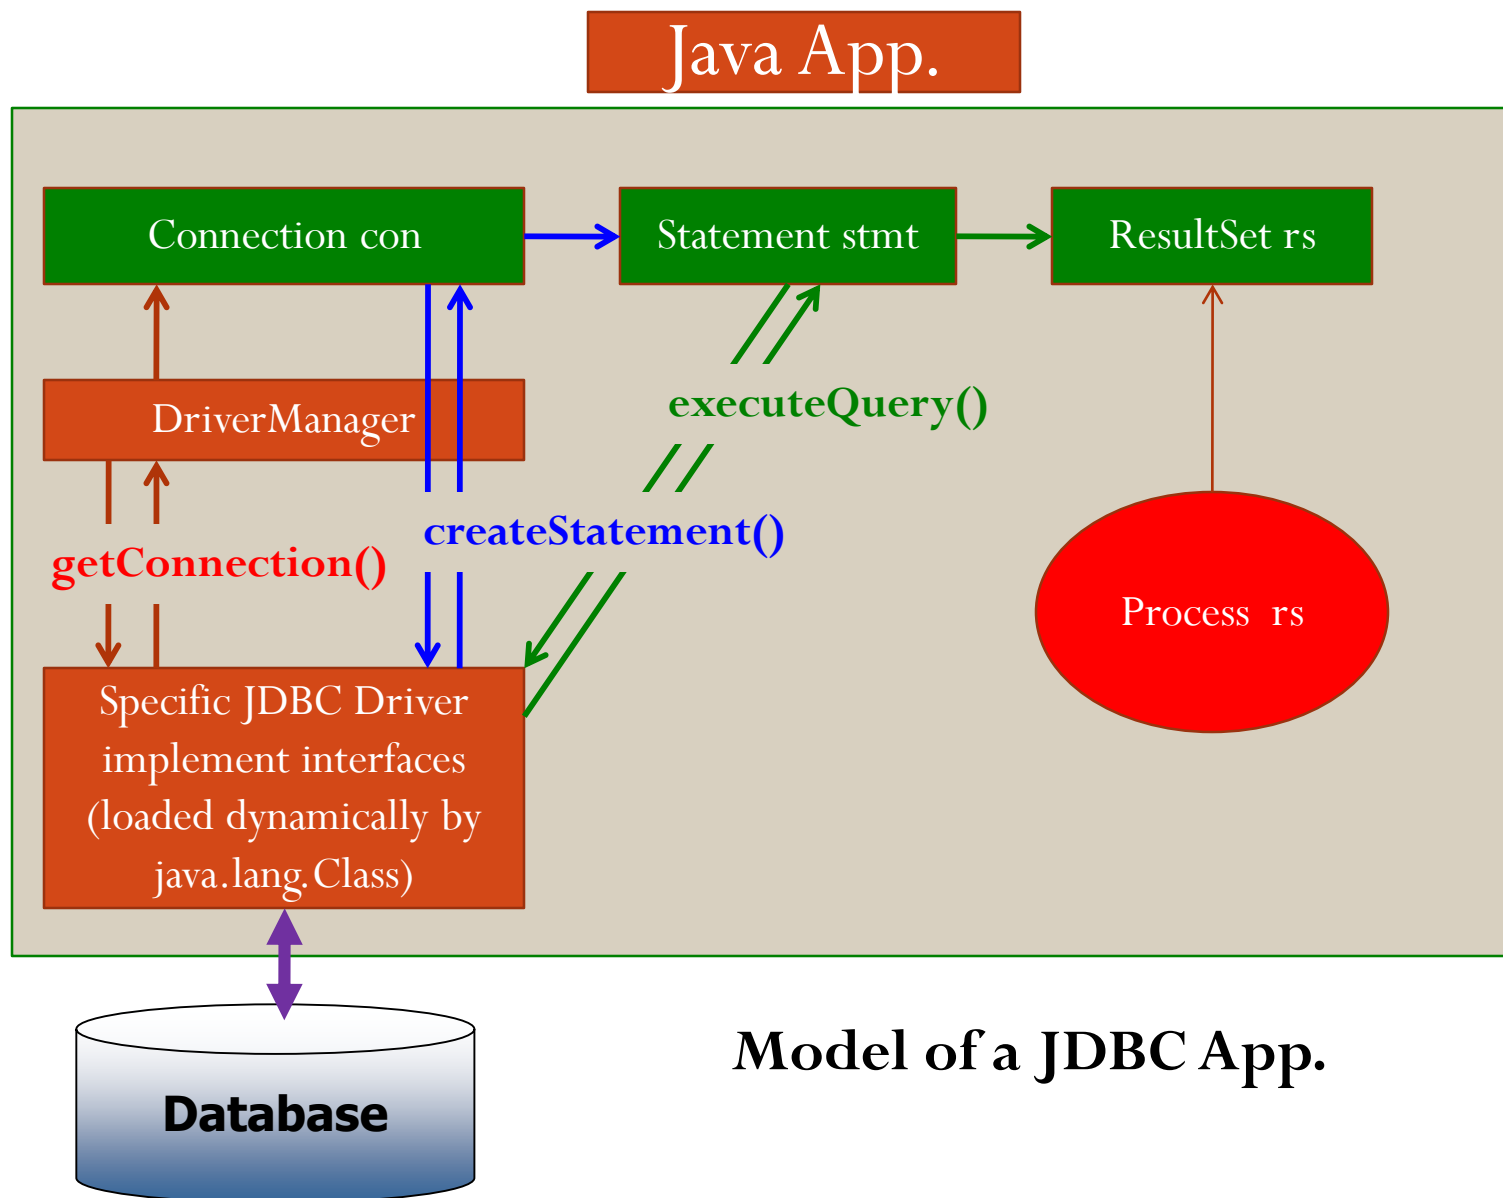 Java App.
Connection con
Statement stmt
ResultSet rs
DriverManager
executeQuery()
createStatement()
getConnection()
Process rs
Specific JDBC Driver
implement interfaces
(loaded dynamically by
java.lang.Class)
Model of a JDBC App.
Database